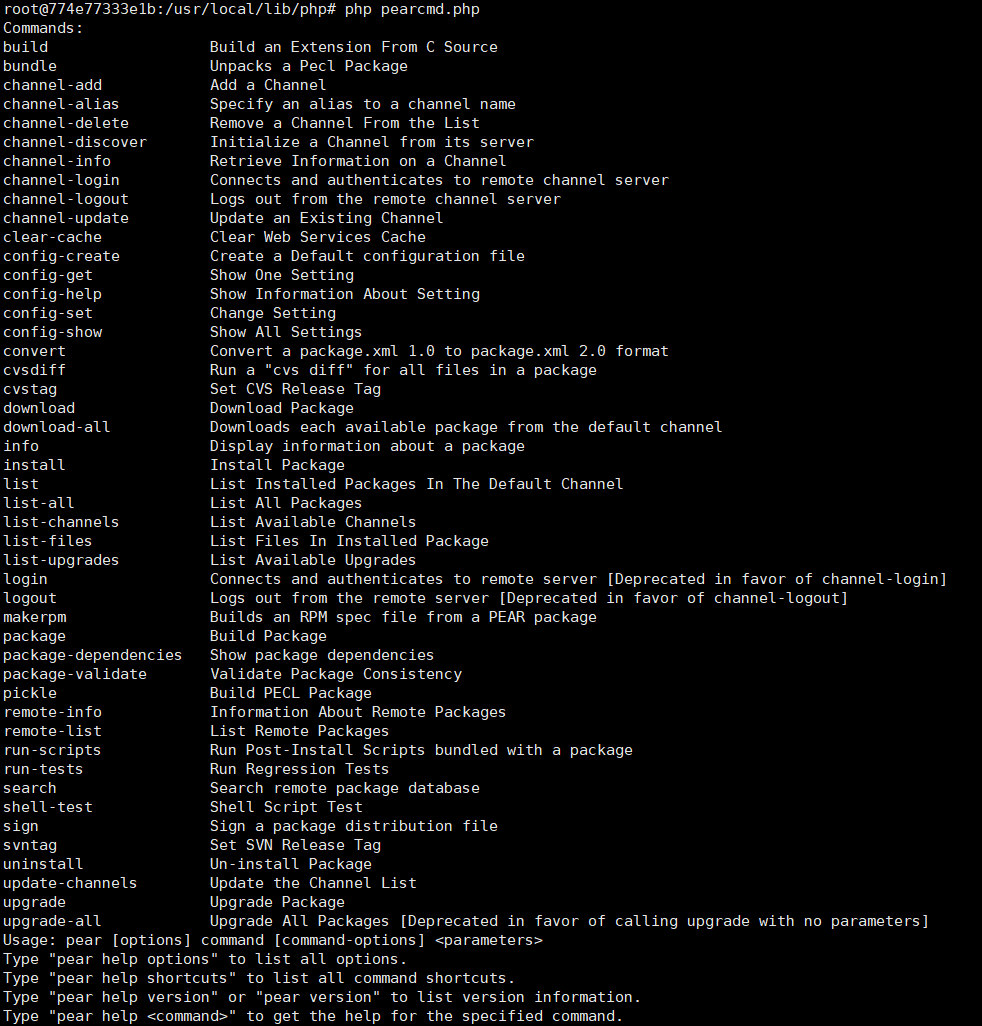 root@774e77333e1b:/usr/local/lib/php# php pearcmd.php
Commands:
build                  Build an Extension From C Source
bundle                 Unpacks a Pecl Package
channel-add            Add a Channel
channel-alias          Specify an alias to a channel name
channel-delete         Remove a Channel From the List
channel-discover       Initialize a Channel from its server
channel-info           Retrieve Information on a Channel
channel-login          Connects and authenticates to remote channel server
channel-logout         Logs out from the remote channel server
channel-update         Update an Existing Channel
clear-cache            Clear Web Services Cache
config-create          Create a Default configuration file
config-get             Show One Setting
config-help            Show Information About Setting
config-set             Change Setting
config-show            Show All Settings
convert                Convert a package.xml 1.0 to package.xml 2.0 format
cvsdiff                Run a "cvs diff" for all files in a package
cvstag                 Set CVS Release Tag
download               Download Package
download-all           Downloads each available package from the default channel
info                   Display information about a package
install                Install Package
list                   List Installed Packages In The Default Channel
list-all               List All Packages
list-channels          List Available Channels
list-files             List Files In Installed Package
list-upgrades          List Available Upgrades
login                  Connects and authenticates to remote server [Deprecated in favor of channel-login]
logout                 Logs out from the remote server [Deprecated in favor of channel-logout]
makerpm                Builds an RPM spec file from a PEAR package
package                Build Package
package-dependencies   Show package dependencies
package-validate       Validate Package Consistency
pickle                 Build PECL Package
remote-info            Information About Remote Packages
remote-list            List Remote Packages
run-scripts            Run Post-Install Scripts bundled with a package
run-tests              Run Regression Tests
search                 Search remote package database
shell-test             Shell Script Test
sign                   Sign a package distribution file
svntag                 Set SVN Release Tag
uninstall              Un-install Package
update-channels        Update the Channel List
upgrade                Upgrade Package
upgrade-all            Upgrade All Packages [Deprecated in favor of calling upgrade with no parameters]
Usage: pear [options] command [command-options] <parameters>
Type "pear help options" to list all options.
Type "pear help shortcuts" to list all command shortcuts.
Type "pear help version" or "pear version" to list version information.
Type "pear help <command>" to get the help for the specified command.